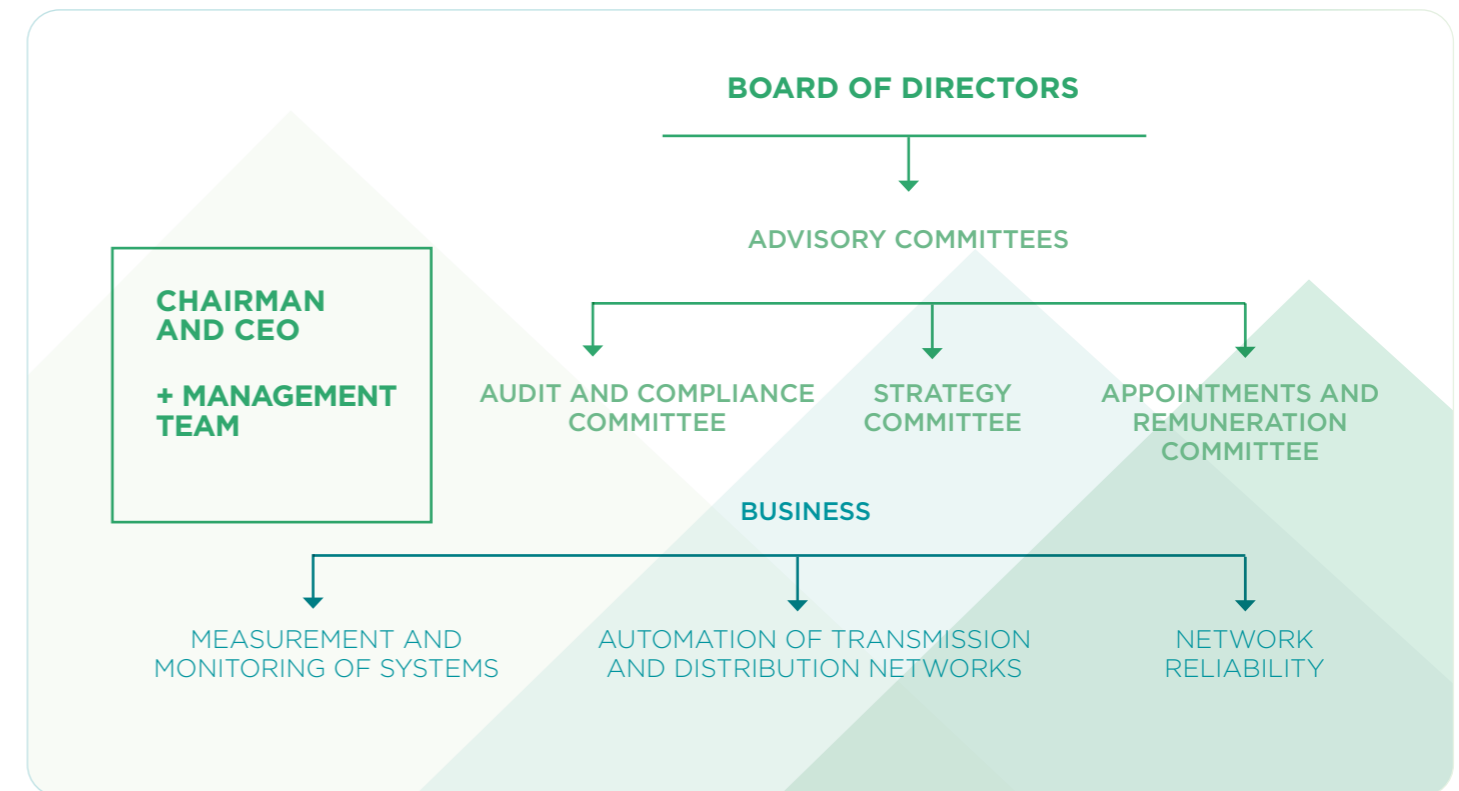 BOARD OF DIRECTORS
ADVISORY COMMITTEES
CHAIRMAN
AND CEO
+ MANAGEMENT
TEAM
AUDIT AND COMPLIANCE
COMMITTEE
STRATEGY
COMMITTEE
APPOINTMENTS AND
REMUNERATION
COMMITTEE
BUSINESS
MEASUREMENT AND
MONITORING OF SYSTEMS
AUTOMATION OF TRANSMISSION
AND DISTRIBUTION NETWORKS
NETWORK
RELIABILITY